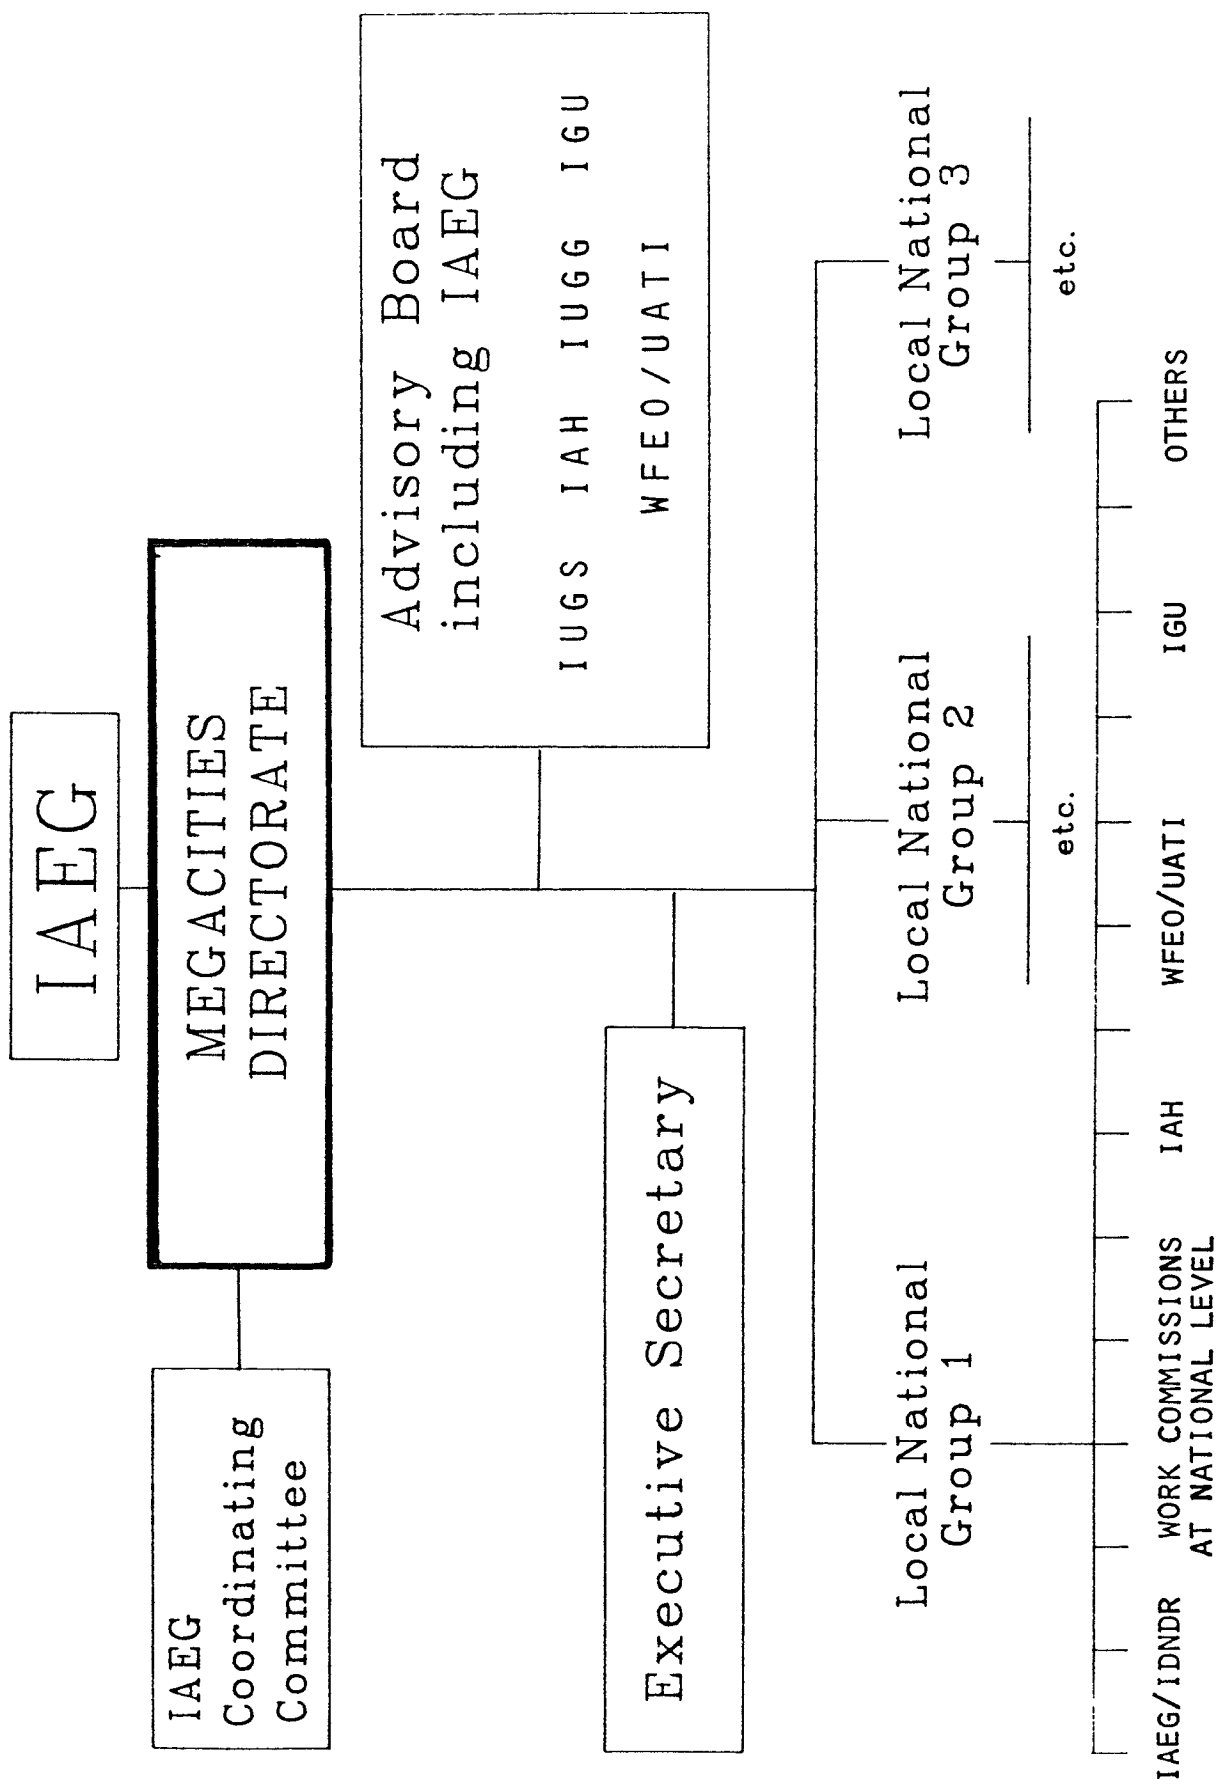 IAEG
MEGACITIES
DIRECTORATE
IAEG
Coordinating
Committee
Advisory Board
including IAEG
IUGS IAH IUGG IGU
WFEO/UATI
Executive Secretary
Local National
Group 1
Local National
Group 2
etc.
Local National
Group 3
etc.
IAEG/IDNDR
WORK COMMISSIONS
AT NATIONAL LEVEL
IAH
WFEO/UATI
IGU
OTHERS